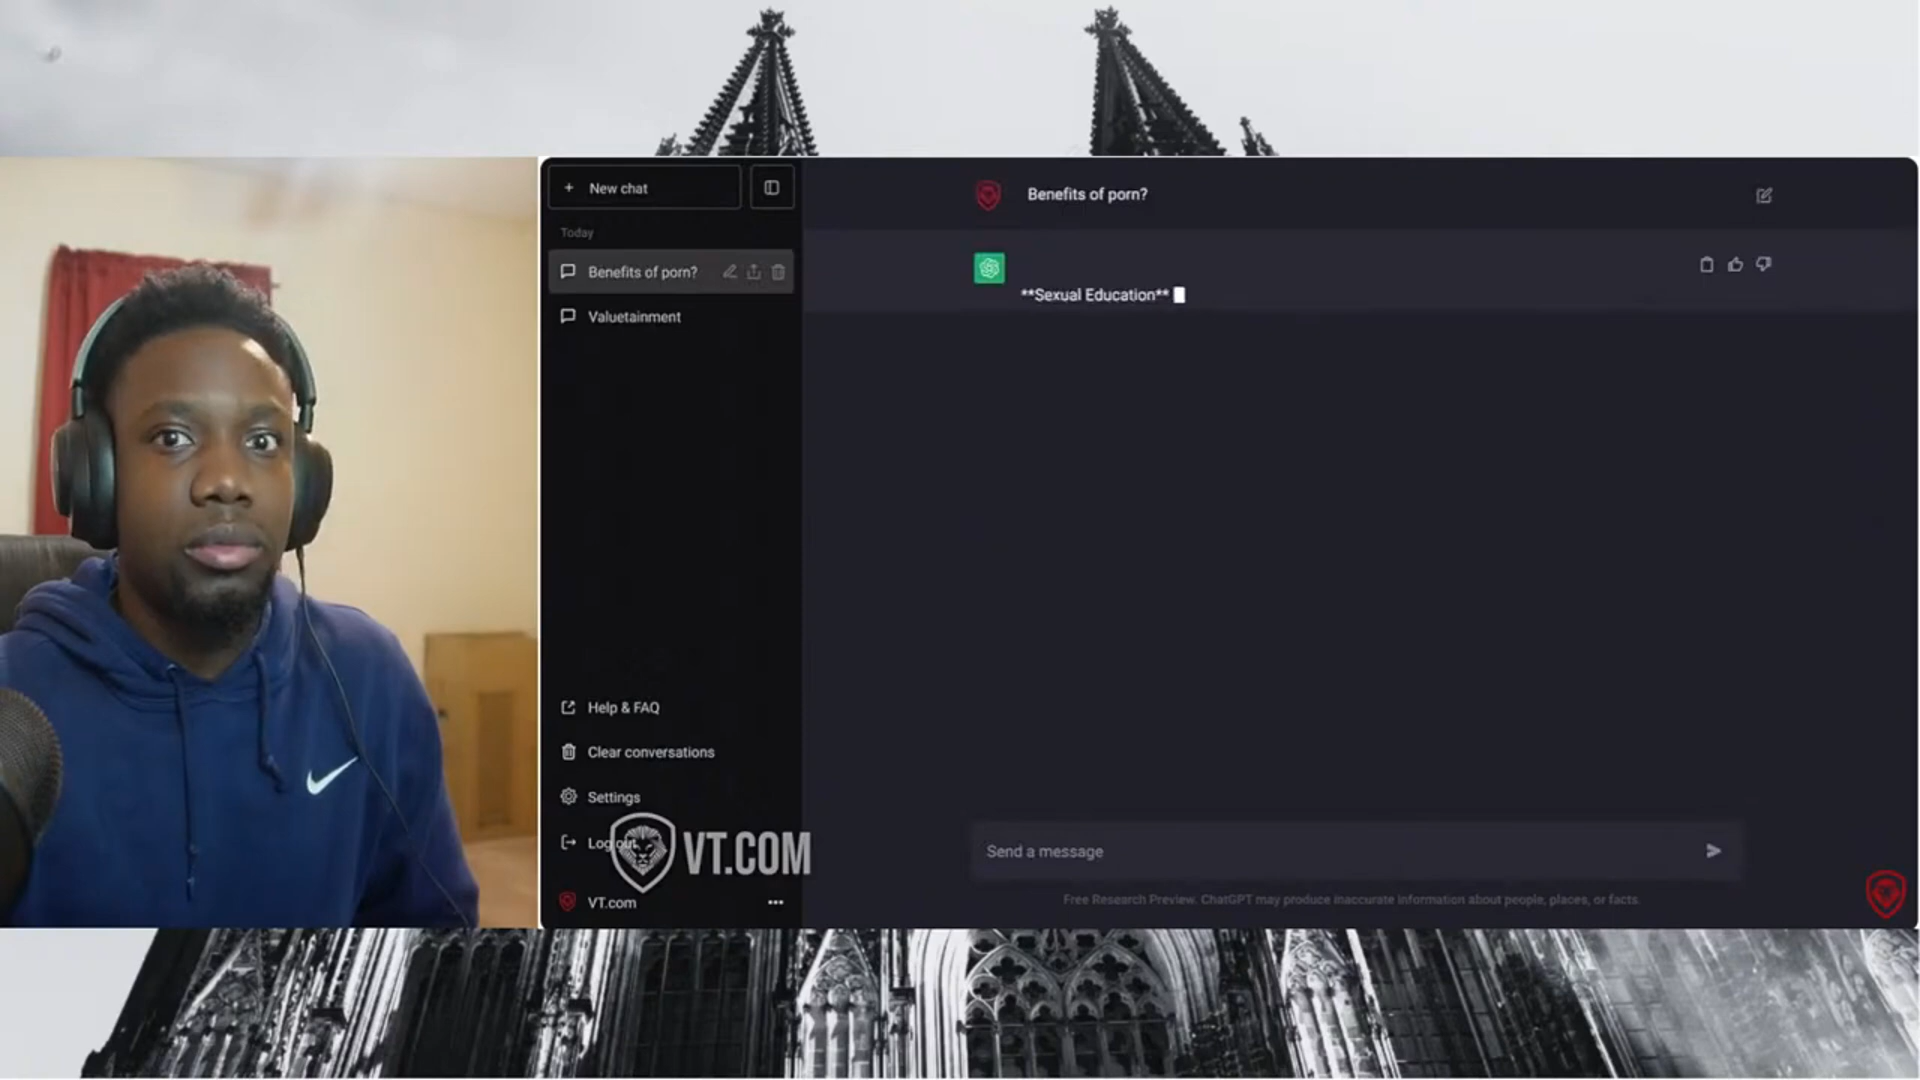 New chat
Today
Benefits of porn?
Valuetainment
Help & FAQ
Clear conversations
Settings
Log out
VT.COM
VT.com
Benefits of porn?
**Sexual Education**
Send a message
Free Research Preview. ChatGPT may produce inaccurate information about people, places, or facts.